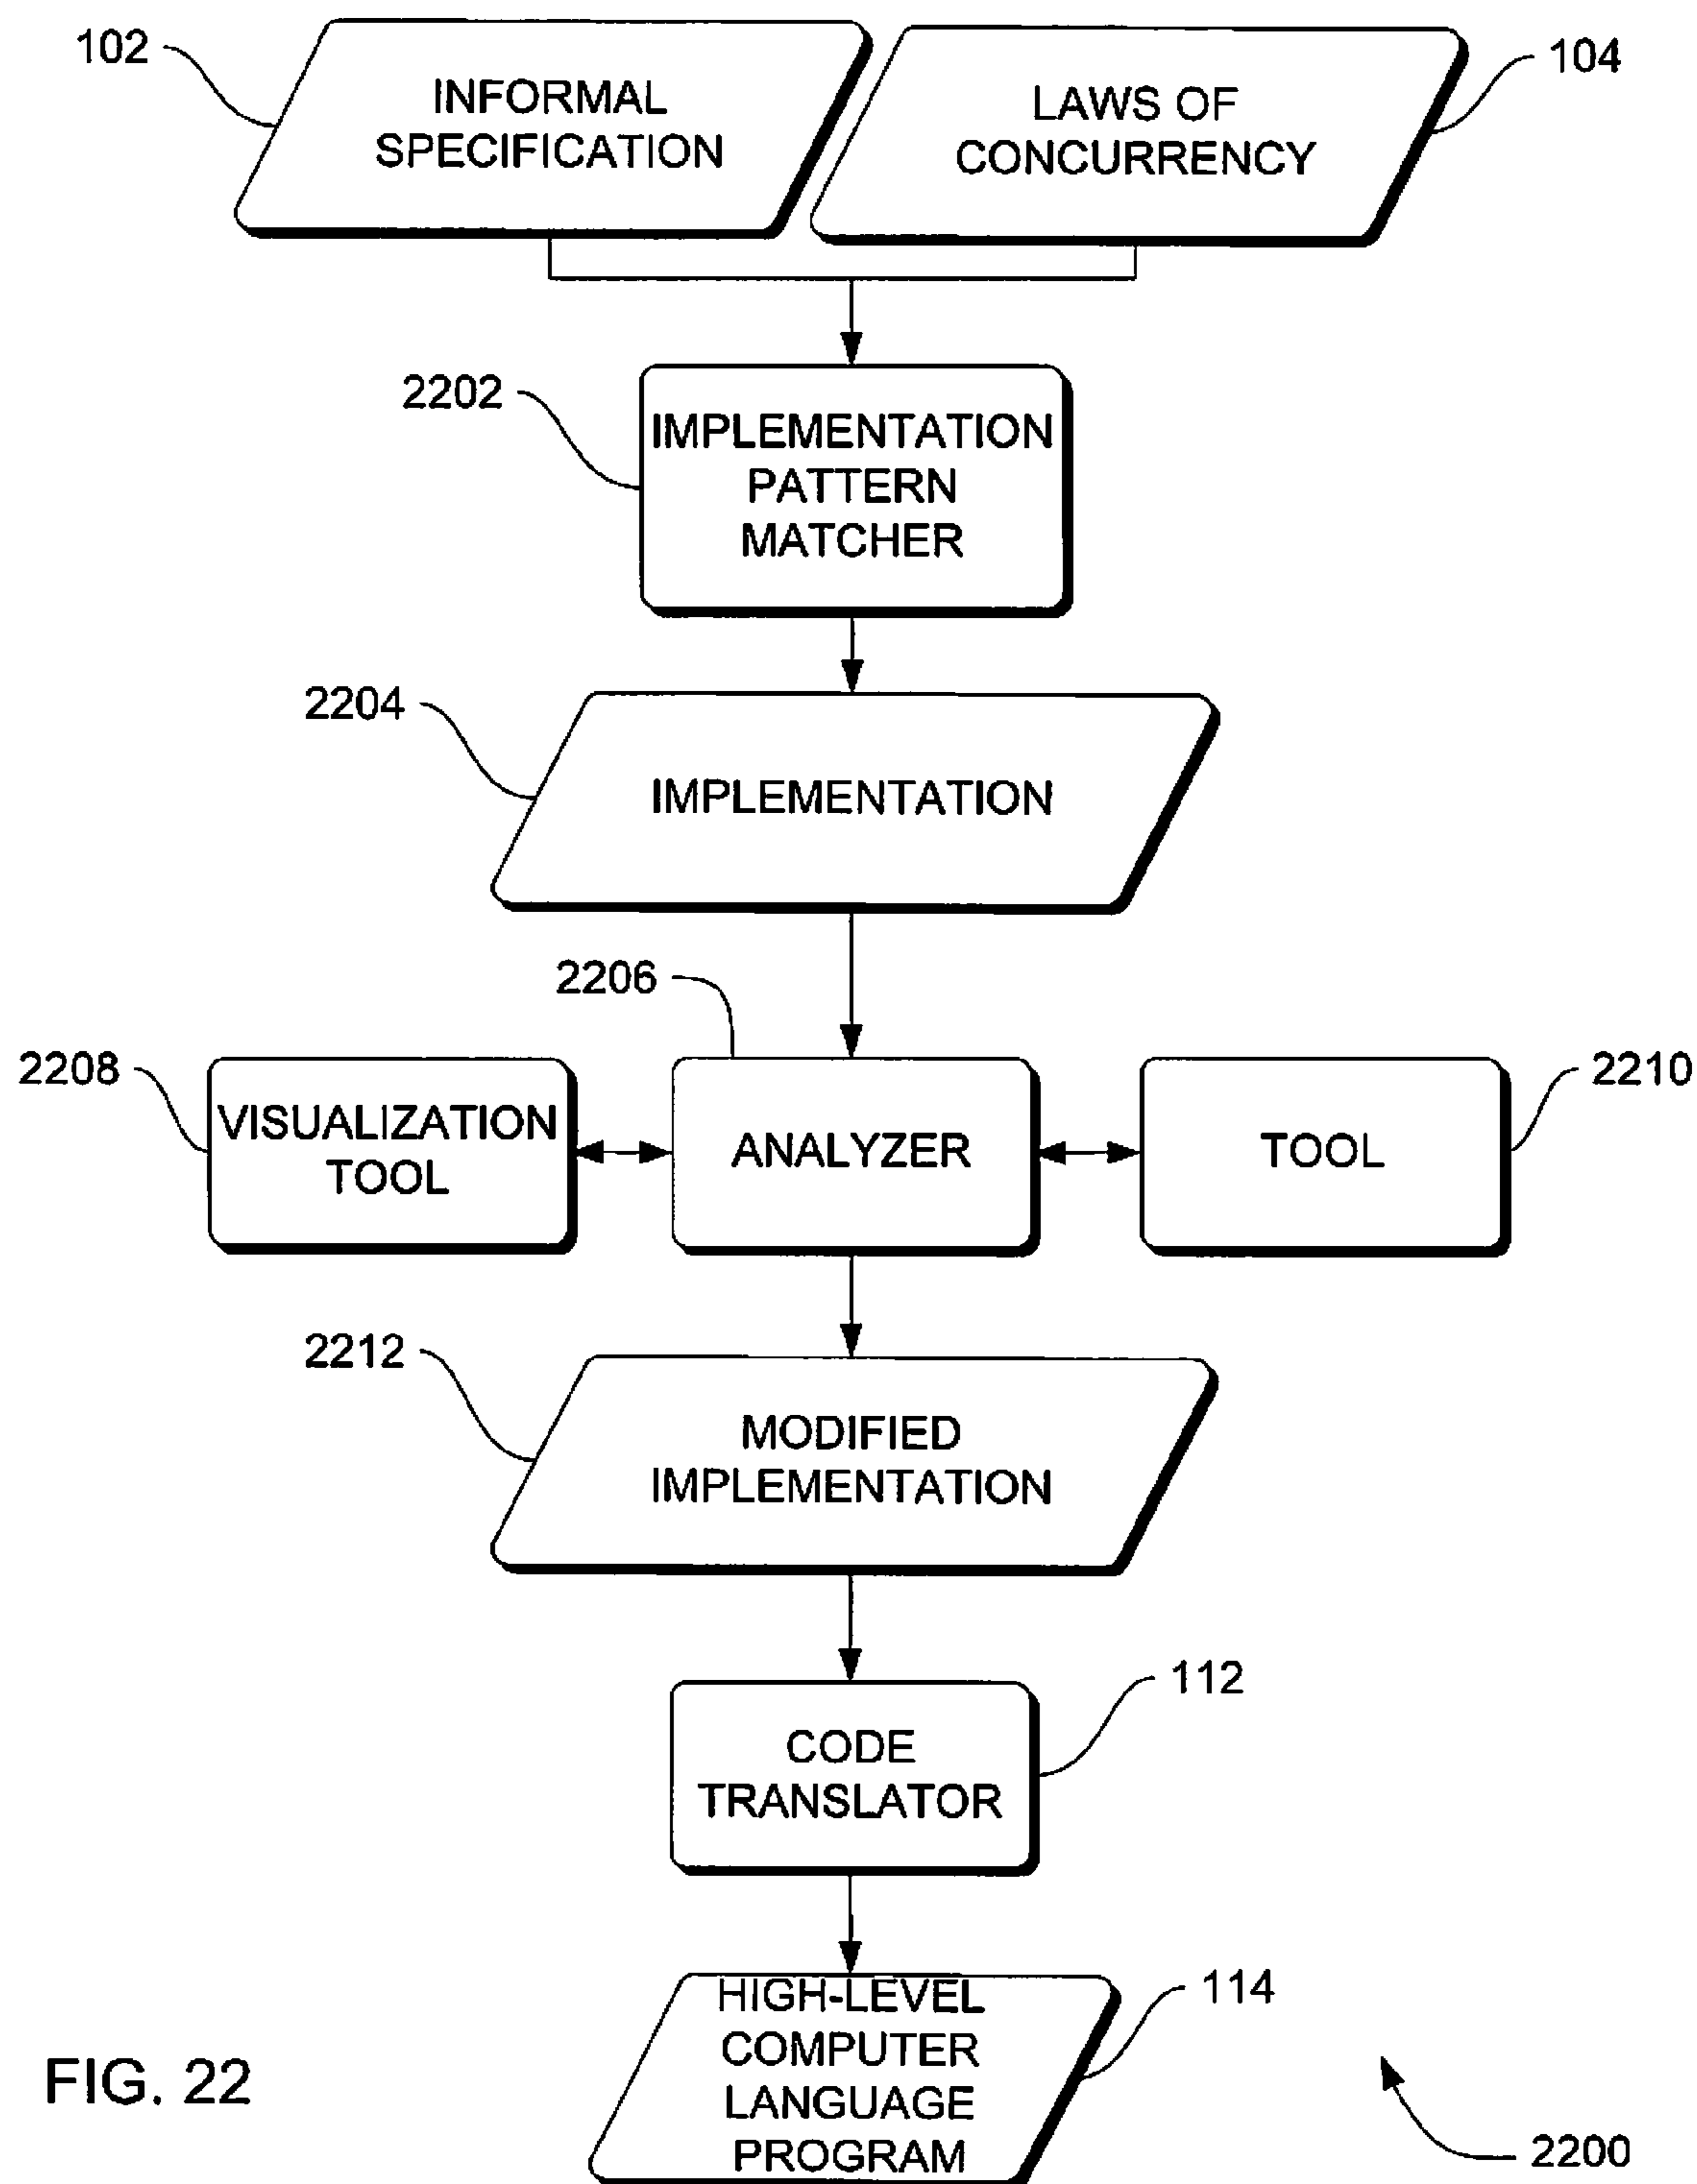 102
INFORMAL
SPECIFICATION
LAWS OF
CONCURRENCY
104
2202
IMPLEMENTATION
PATTERN
MATCHER
2204
IMPLEMENTATION
2206
2208
VISUALIZATION
TOOL
ANALYZER
TOOL
2210
2212
MODIFIED
IMPLEMENTATION
112
CODE
TRANSLATOR
114
HIGH-LEVEL
COMPUTER
LANGUAGE
PROGRAM
FIG. 22
2200